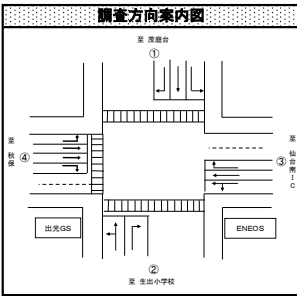 調査方向案内図
至 茂庭台
①
至 秋保
④
③
至 仙台南IC
出光GS
ENEOS
②
至 生出小学校